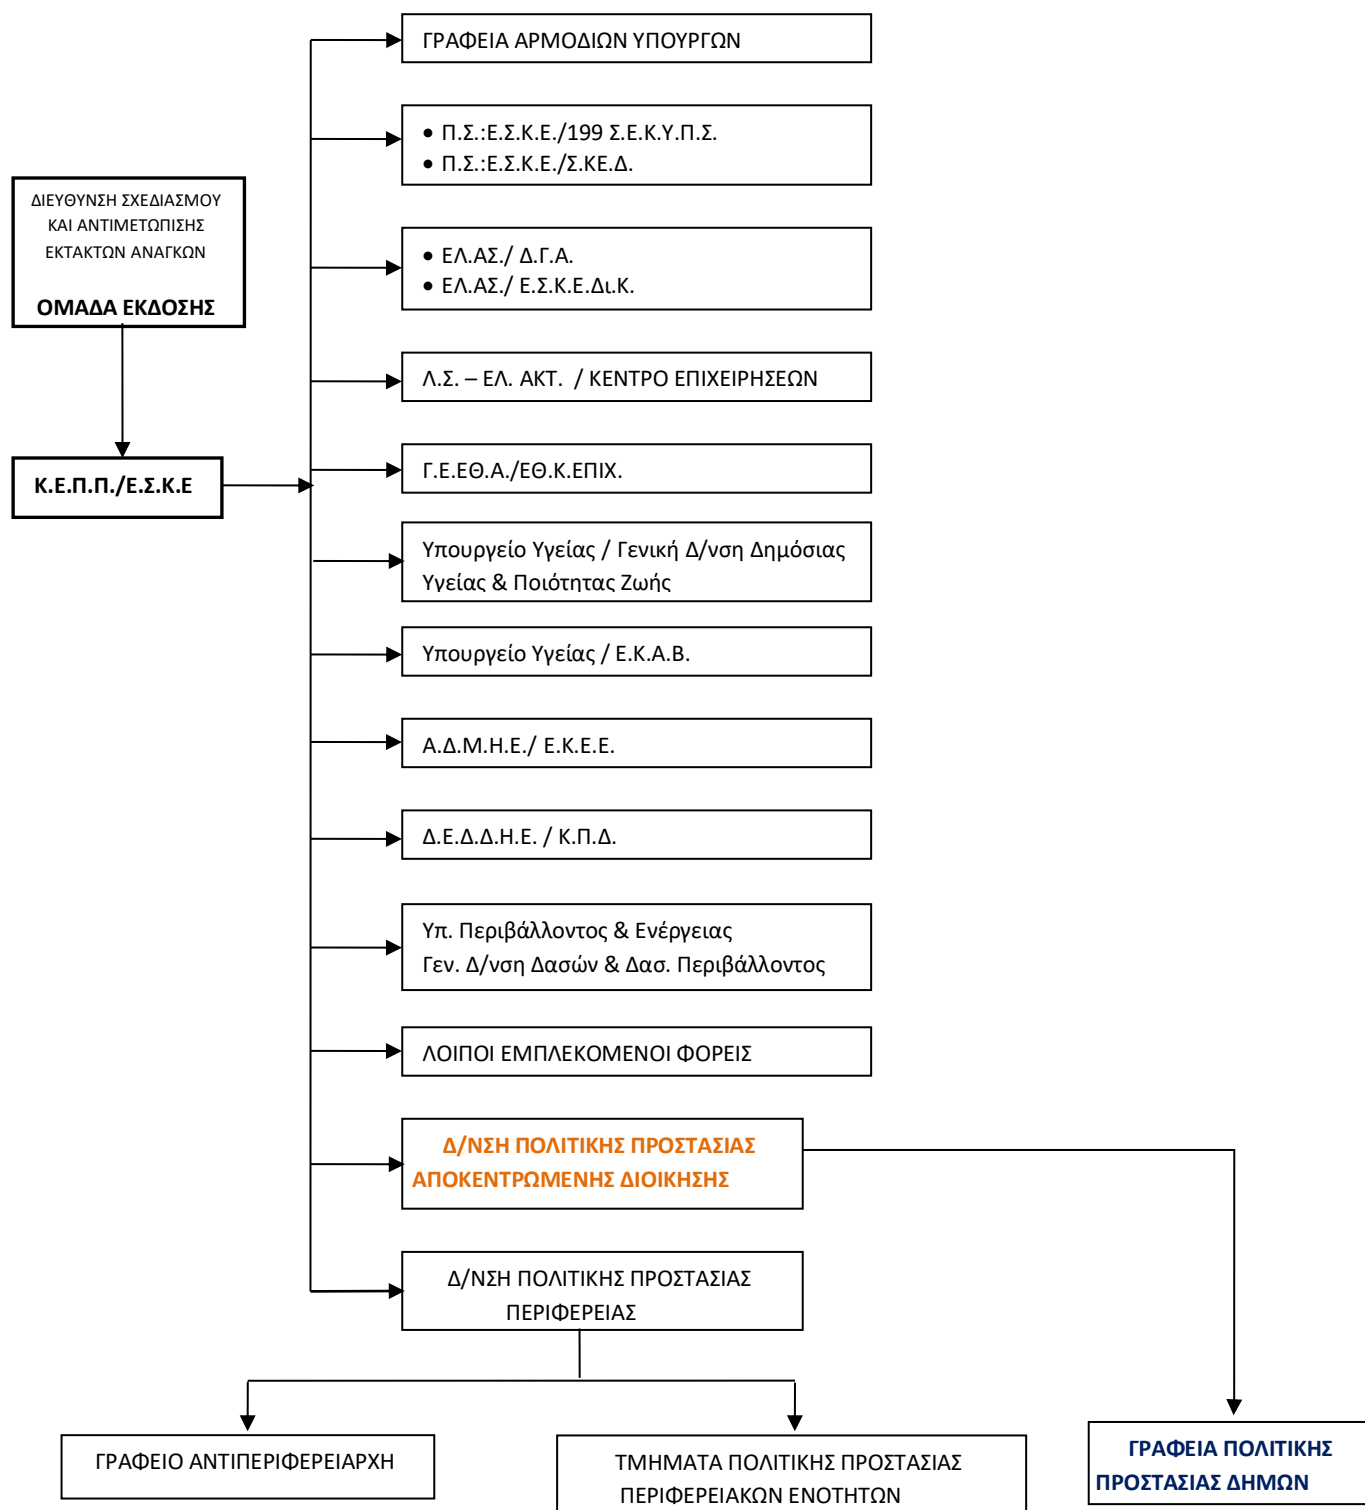 ΓΡΑΦΕΙΑ ΑΡΜΟΔΙΩΝ ΥΠΟΥΡΓΩΝ
• Π.Σ.:Ε.Σ.Κ.Ε./199 Σ.Ε.Κ.Υ.Π.Σ.
• Π.Σ.:Ε.Σ.Κ.Ε./Σ.ΚΕ.Δ.
ΔΙΕΥΘΥΝΣΗ ΣΧΕΔΙΑΣΜΟΥ
ΚΑΙ ΑΝΤΙΜΕΤΩΠΙΣΗΣ
ΕΚΤΑΚΤΩΝ ΑΝΑΓΚΩΝ
ΟΜΑΔΑ ΕΚΔΟΣΗΣ
• ΕΛ.ΑΣ./ Δ.Γ.Α.
• ΕΛ.ΑΣ./ Ε.Σ.Κ.Ε.Δι.Κ.
Λ.Σ. – ΕΛ. ΑΚΤ. / ΚΕΝΤΡΟ ΕΠΙΧΕΙΡΗΣΕΩΝ
Κ.Ε.Π.Π./Ε.Σ.Κ.Ε
Γ.Ε.ΕΘ.Α./ΕΘ.Κ.ΕΠΙΧ.
Υπουργείο Υγείας / Γενική Δ/νση Δημόσιας
Υγείας & Ποιότητας Ζωής
Υπουργείο Υγείας / Ε.Κ.Α.Β.
Α.Δ.Μ.Η.Ε./ Ε.Κ.Ε.Ε.
Δ.Ε.Δ.Δ.Η.Ε. / Κ.Π.Δ.
Υπ. Περιβάλλοντος & Ενέργειας
Γεν. Δ/νση Δασών & Δασ. Περιβάλλοντος
ΛΟΙΠΟΙ ΕΜΠΛΕΚΟΜΕΝΟΙ ΦΟΡΕΙΣ
Δ/ΝΣΗ ΠΟΛΙΤΙΚΗΣ ΠΡΟΣΤΑΣΙΑΣ
ΑΠΟΚΕΝΤΡΩΜΕΝΗΣ ΔΙΟΙΚΗΣΗΣ
Δ/ΝΣΗ ΠΟΛΙΤΙΚΗΣ ΠΡΟΣΤΑΣΙΑΣ
ΠΕΡΙΦΕΡΕΙΑΣ
ΓΡΑΦΕΙΟ ΑΝΤΙΠΕΡΙΦΕΡΕΙΑΡΧΗ
ΤΜΗΜΑΤΑ ΠΟΛΙΤΙΚΗΣ ΠΡΟΣΤΑΣΙΑΣ
ΠΕΡΙΦΕΡΕΙΑΚΩΝ ΕΝΟΤΗΤΩΝ
ΓΡΑΦΕΙΑ ΠΟΛΙΤΙΚΗΣ
ΠΡΟΣΤΑΣΙΑΣ ΔΗΜΩΝ